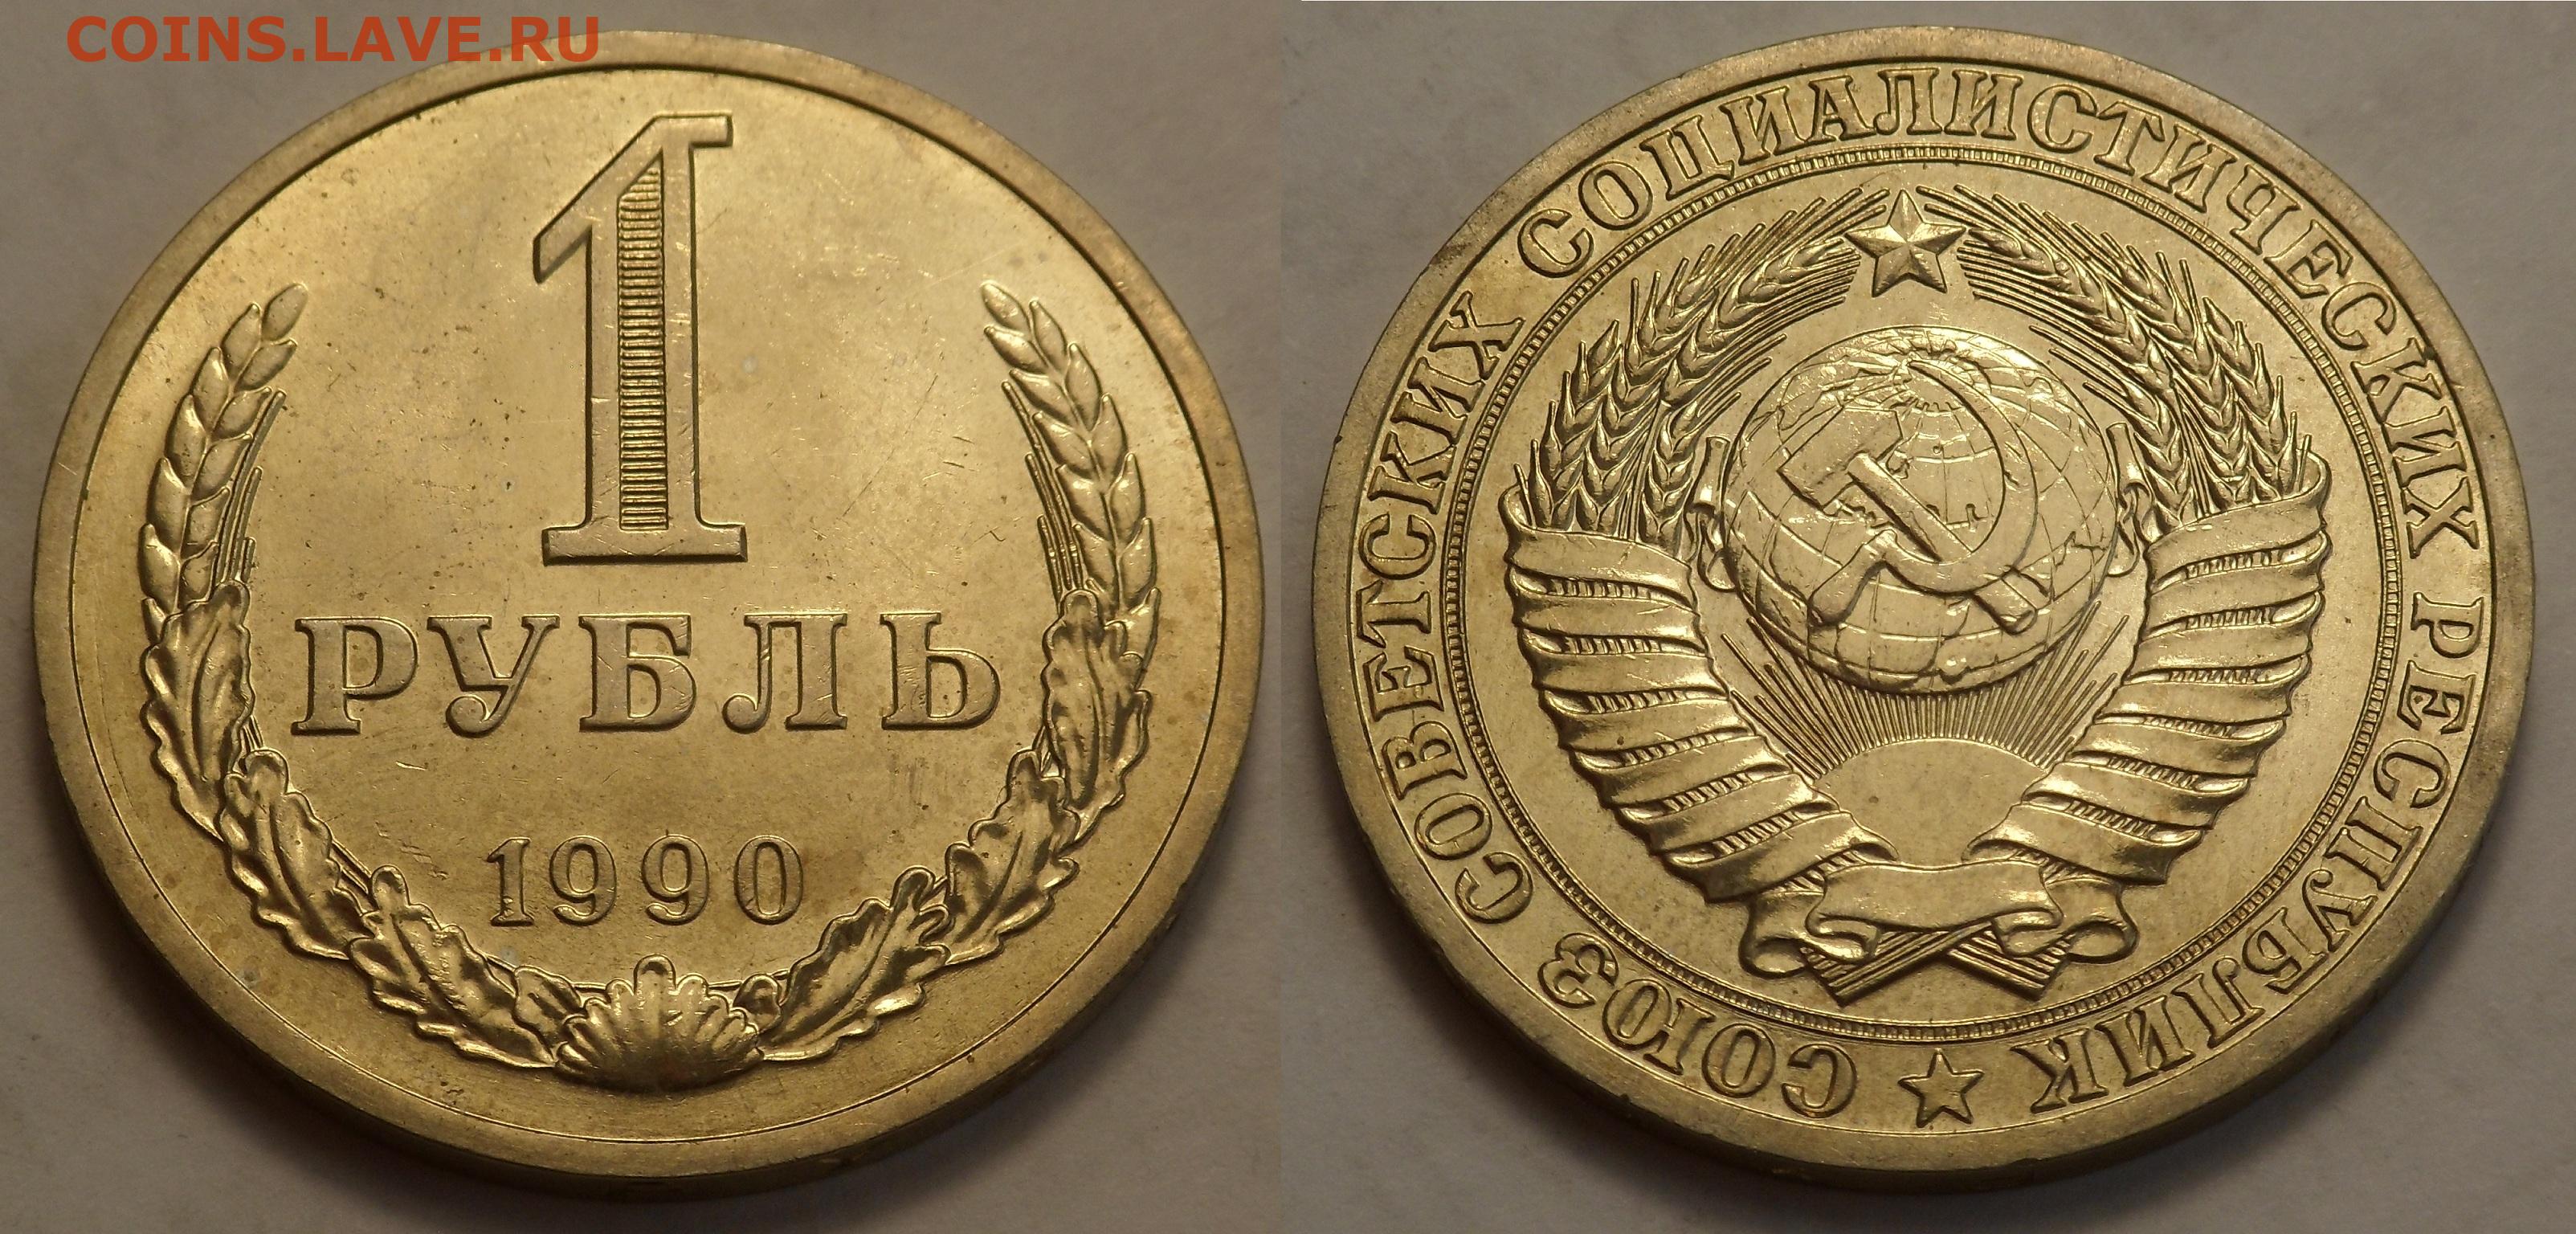 COINS.LAVE.RU
1
РУБЛЬ
1990
СОЮЗ СОВЕТСКИХ СОЦИАЛИСТИЧЕСКИХ РЕСПУБЛИК